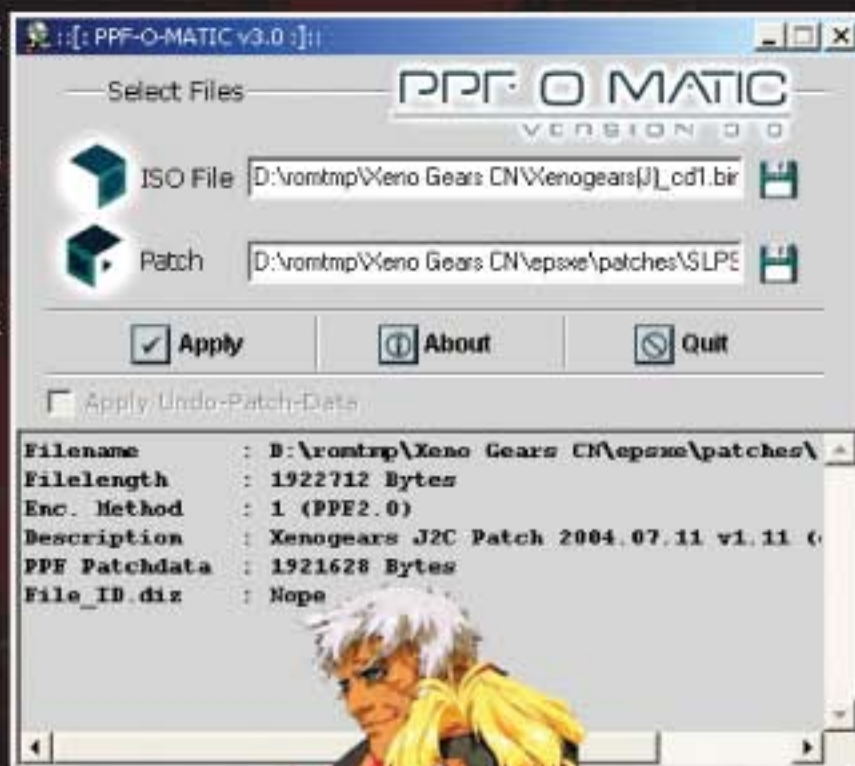 ::[: PPF-O-MATIC v3.0 :]::
Select Files
PPF·O MATIC
VERSION 3 0
ISO File D:\romtmp\Xeno Gears CN\Xenogears(J)_cd1.bin
Patch D:\romtmp\Xeno Gears CN\epsxe\patches\SLPS
Apply About Quit
Apply Undo-Patch-Data
Filename : D:\romtmp\Xeno Gears CN\epsxe\patches\
Filelength : 1922712 Bytes
Enc. Method : 1 (PPF2.0)
Description : Xenogears J2C Patch 2004.07.11 v1.11 (
PPF Patchdata : 1921628 Bytes
File_ID.diz : Nope